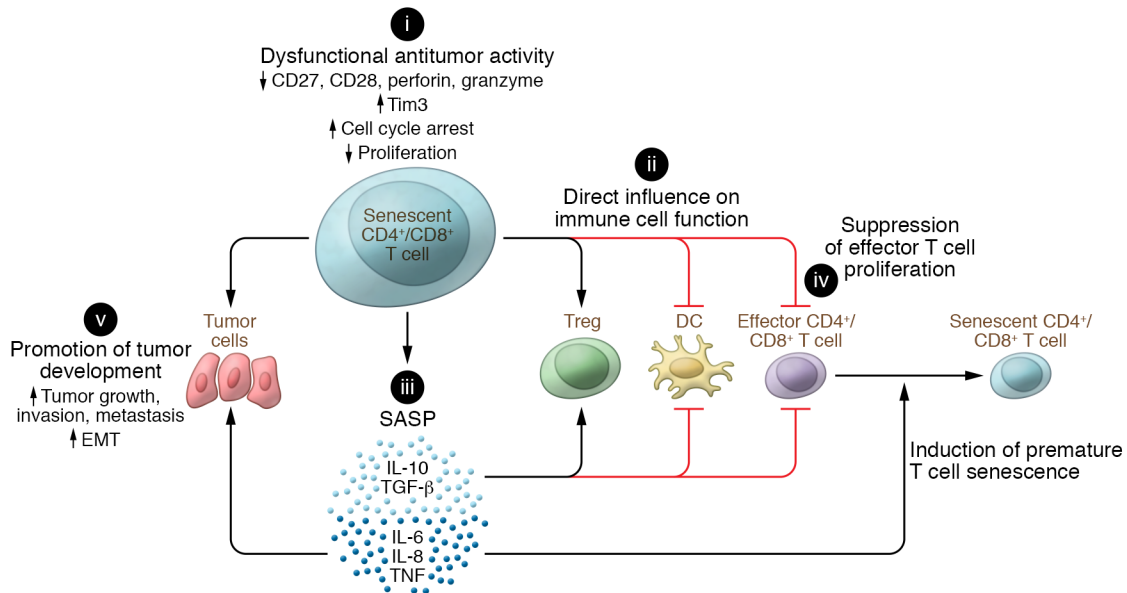 i
Dysfunctional antitumor activity
↓ CD27, CD28, perforin, granzyme
↑ Tim3
↑ Cell cycle arrest
↓ Proliferation
Senescent
CD4⁺/CD8⁺
T cell
ii
Direct influence on
immune cell function
iv
Suppression
of effector T cell
proliferation
v
Promotion of tumor
development
↑ Tumor growth,
invasion, metastasis
↑ EMT
Tumor
cells
Treg
DC
Effector CD4⁺/
CD8⁺ T cell
Senescent CD4⁺/
CD8⁺ T cell
iii
SASP
IL-10
TGF-β
IL-6
IL-8
TNF
Induction of premature
T cell senescence